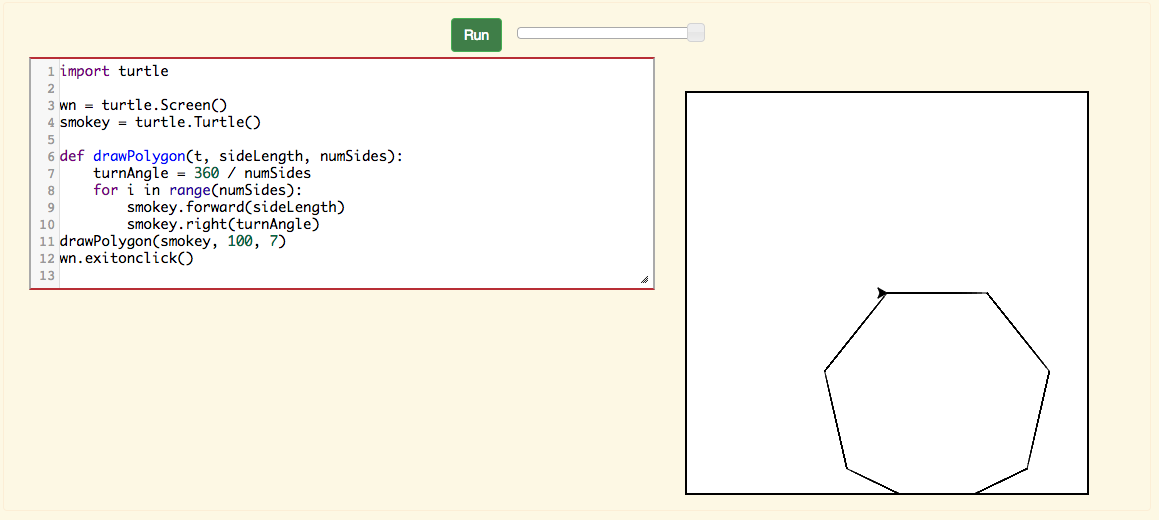 Run
1 import turtle
2
3 wn = turtle.Screen()
4 smokey = turtle.Turtle()
5
6 def drawPolygon(t, sideLength, numSides):
7     turnAngle = 360 / numSides
8     for i in range(numSides):
9         smokey.forward(sideLength)
10         smokey.right(turnAngle)
11 drawPolygon(smokey, 100, 7)
12 wn.exitonclick()
13